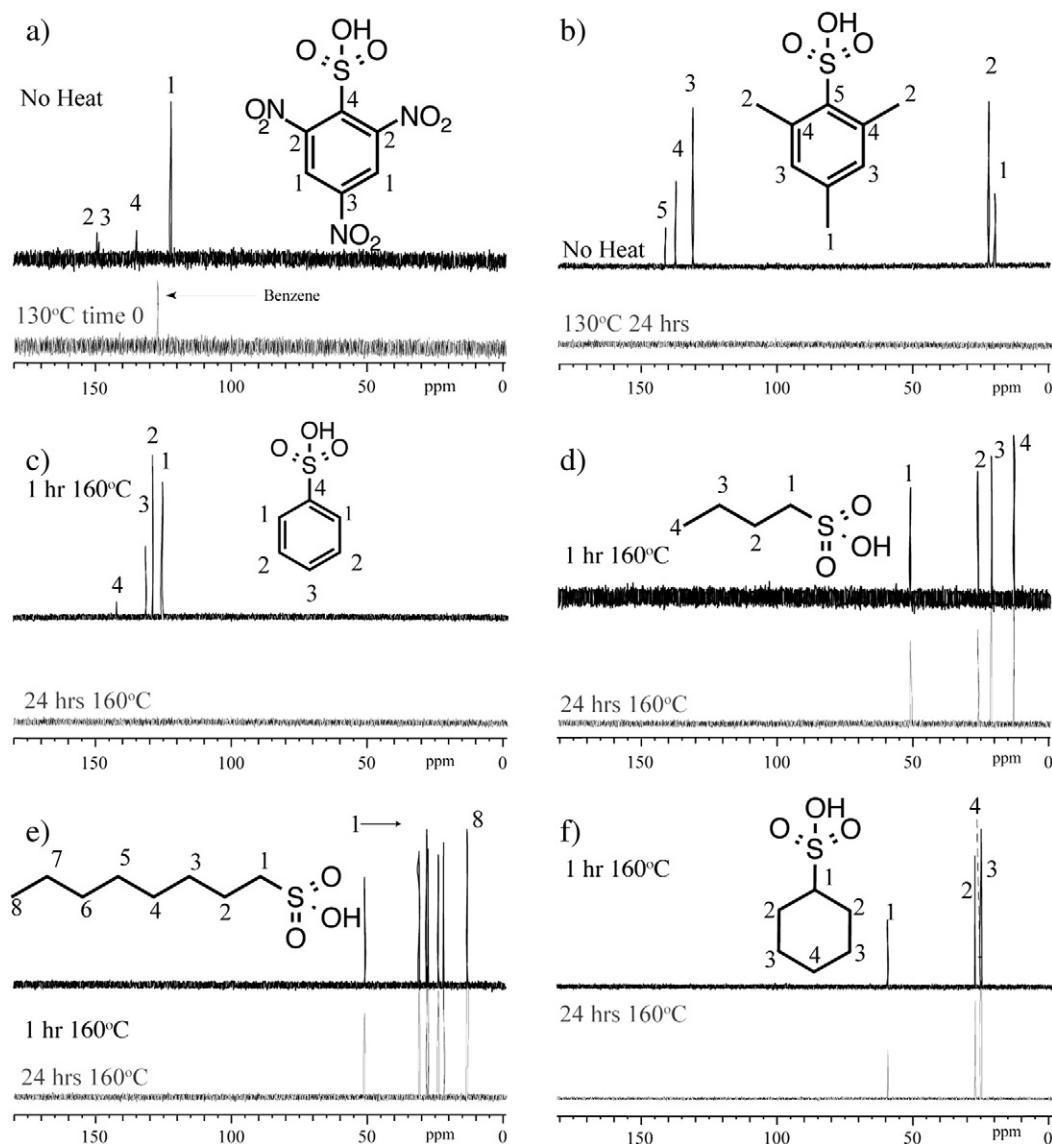 a)
No Heat
1
OH
O O
S
4
NO₂ NO₂
2 2
1 1
3
NO₂
2 3 4
130°C time 0
Benzene
150 100 50 ppm 0
b)
No Heat
OH
O O
S
2 5 2
4 4
3 3
1
5 4 3 2 1
130°C 24 hrs
150 100 50 ppm 0
c)
1 hr 160°C
OH
O O
S
4
1 1
2 2
3
4 3 2 1
24 hrs 160°C
150 100 50 ppm 0
d)
1 hr 160°C
3 1 O
4 2 S OH
O
1 2 3 4
24 hrs 160°C
150 100 50 ppm 0
e)
7 5 3 1 O
8 6 4 2 S OH
O
1 8
1 hr 160°C
24 hrs 160°C
150 100 50 ppm 0
f)
1 hr 160°C
OH
O O
S
1
2 2
3 4 3
1 2 4 3
24 hrs 160°C
150 100 50 ppm 0